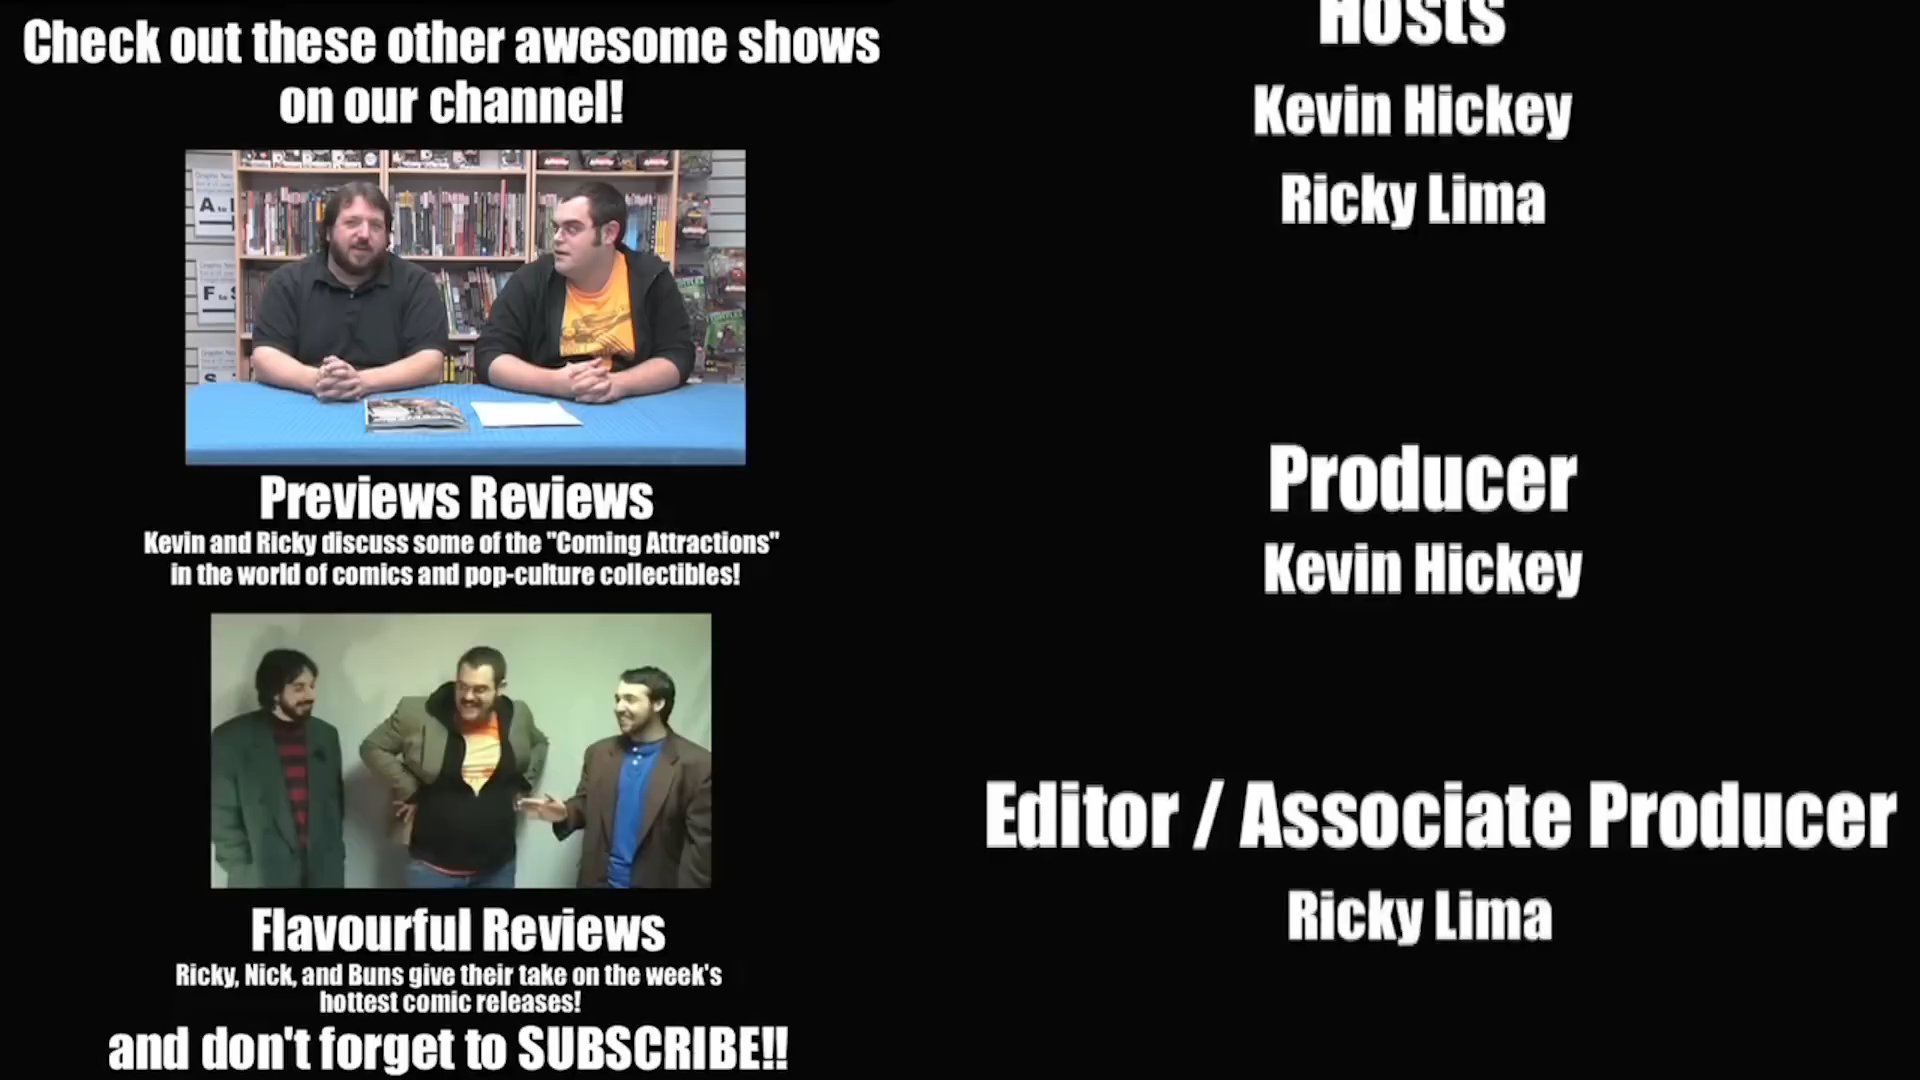 Check out these other awesome shows
on our channel!
A to
F to S
S
Previews Reviews
Kevin and Ricky discuss some of the "Coming Attractions"
in the world of comics and pop-culture collectibles!
Flavourful Reviews
Ricky, Nick, and Buns give their take on the week's
hottest comic releases!
and don't forget to SUBSCRIBE!!
Hosts
Kevin Hickey
Ricky Lima
Producer
Kevin Hickey
Editor / Associate Producer
Ricky Lima